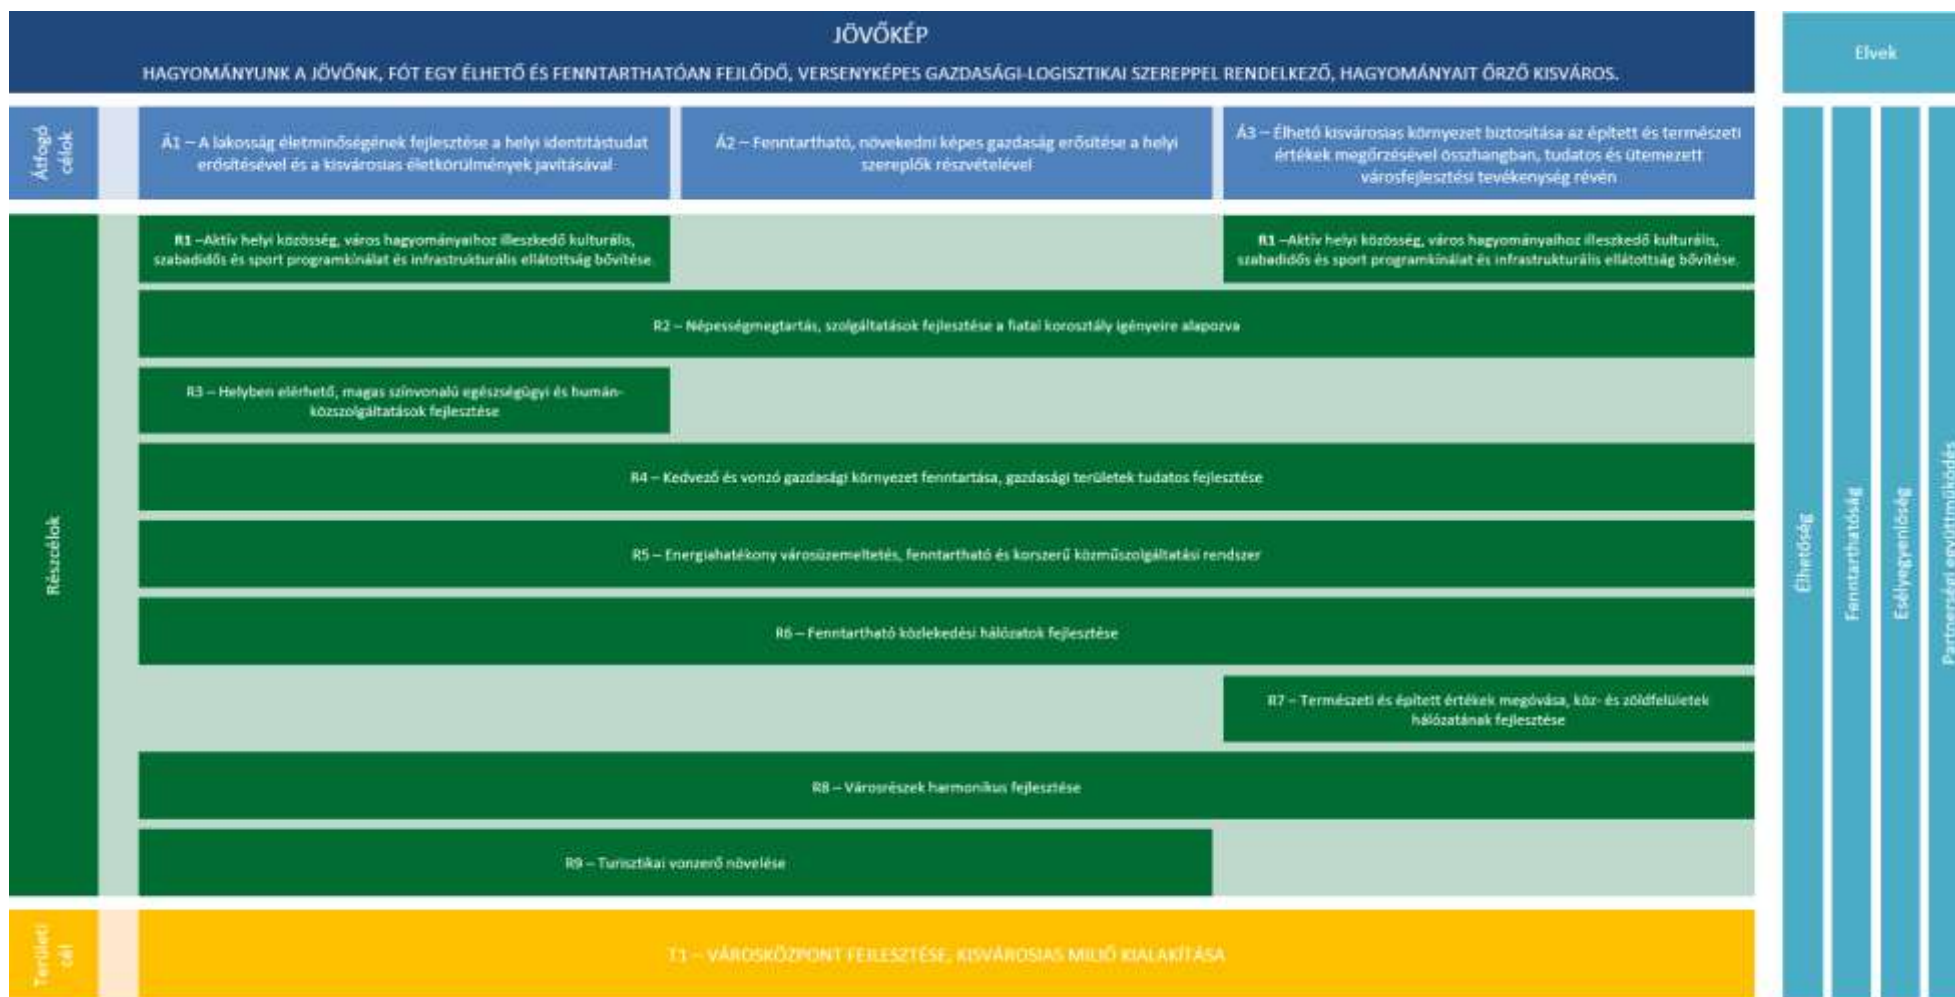 JÖVŐKÉP
HAGYOMÁNYUNK A JÖVŐNK, FÓT EGY ÉLHETŐ ÉS FENNTARTHATÓAN FEJLŐDŐ, VERSENYKÉPES GAZDASÁGI-LOGISZTIKAI SZEREPPEL RENDELKEZŐ, HAGYOMÁNYAIT ŐRZŐ KISVÁROS.
Elvek
Átfogó
célok
Á1 – A lakosság életminőségének fejlesztése a helyi identitástudat
erősítésével és a kisvárosias életkörülmények javításával
Á2 – Fenntartható, növekedni képes gazdaság erősítése a helyi
szereplők részvételével
Á3 – Élhető kisvárosias környezet biztosítása az épített és természeti
értékek megőrzésével összhangban, tudatos és ütemezett
városfejlesztési tevékenység révén
Részcélok
R1 –Aktív helyi közösség, város hagyományaihoz illeszkedő kulturális,
szabadidős és sport programkínálat és infrastrukturális ellátottság bővítése.
R1 –Aktív helyi közösség, város hagyományaihoz illeszkedő kulturális,
szabadidős és sport programkínálat és infrastrukturális ellátottság bővítése.
R2 – Népességmegtartás, szolgáltatások fejlesztése a fiatal korosztály igényeire alapozva
R3 – Helyben elérhető, magas színvonalú egészségügyi és humán-
közszolgáltatások fejlesztése
R4 – Kedvező és vonzó gazdasági környezet fenntartása, gazdasági területek tudatos fejlesztése
R5 – Energiahatékony városüzemeltetés, fenntartható és korszerű közműszolgáltatási rendszer
R6 – Fenntartható közlekedési hálózatok fejlesztése
R7 – Természeti és épített értékek megóvása, köz- és zöldfelületek
hálózatának fejlesztése
R8 – Városrészek harmonikus fejlesztése
R9 – Turisztikai vonzerő növelése
Területi
cél
T1 – VÁROSKÖZPONT FEJLESZTÉSE, KISVÁROSIAS MILIŐ KIALAKÍTÁSA
Élhetőség
Fenntarthatóság
Esélyegyenlőség
Partnerségi együttműködés